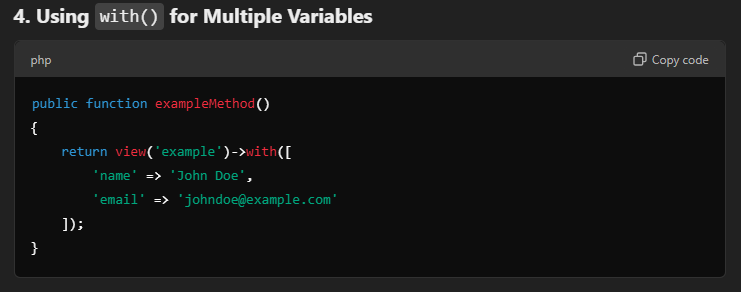 4. Using with() for Multiple Variables
php
Copy code
public function exampleMethod()
{
    return view('example')->with([
        'name' => 'John Doe',
        'email' => 'johndoe@example.com'
    ]);
}